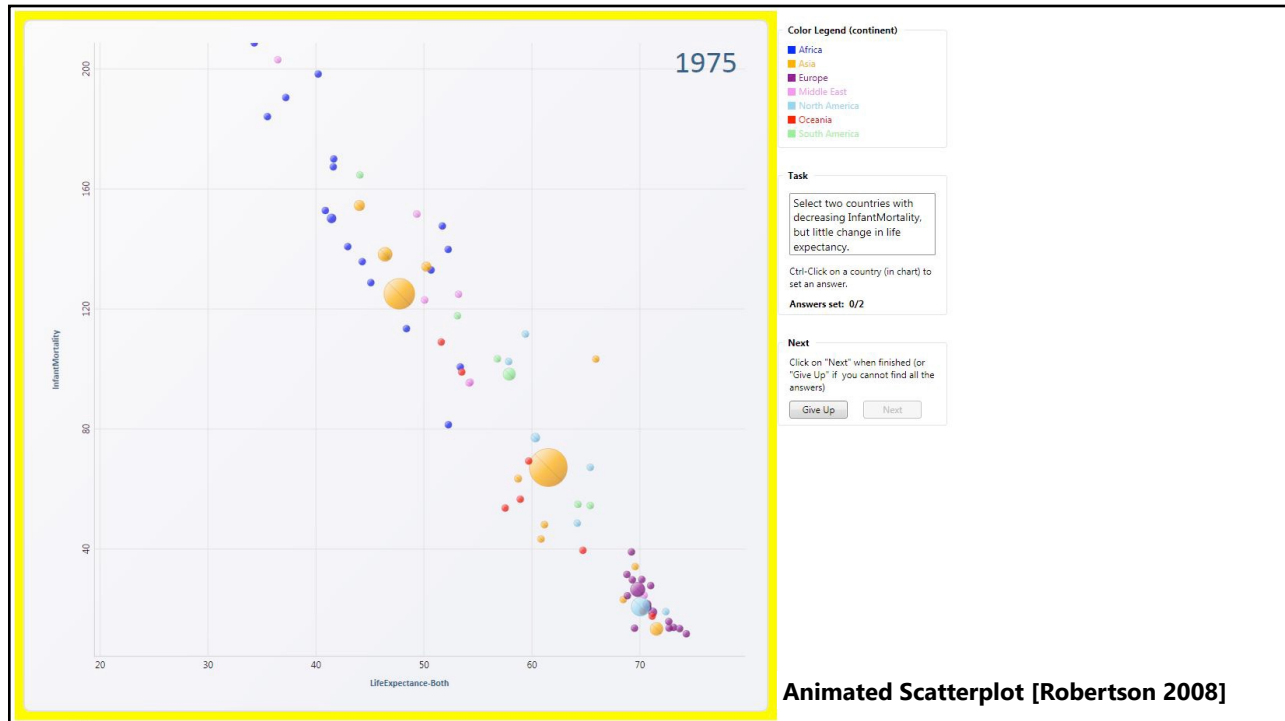 1975
200
160
120
80
40
InfantMortality
20
30
40
50
60
70
LifeExpectance-Both
Color Legend (continent)
Africa
Asia
Europe
Middle East
North America
Oceania
South America
Task
Select two countries with
decreasing InfantMortality,
but little change in life
expectancy.
Ctrl-Click on a country (in chart) to
set an answer.
Answers set: 0/2
Next
Click on "Next" when finished (or
"Give Up" if you cannot find all the
answers)
Give Up
Next
Animated Scatterplot [Robertson 2008]